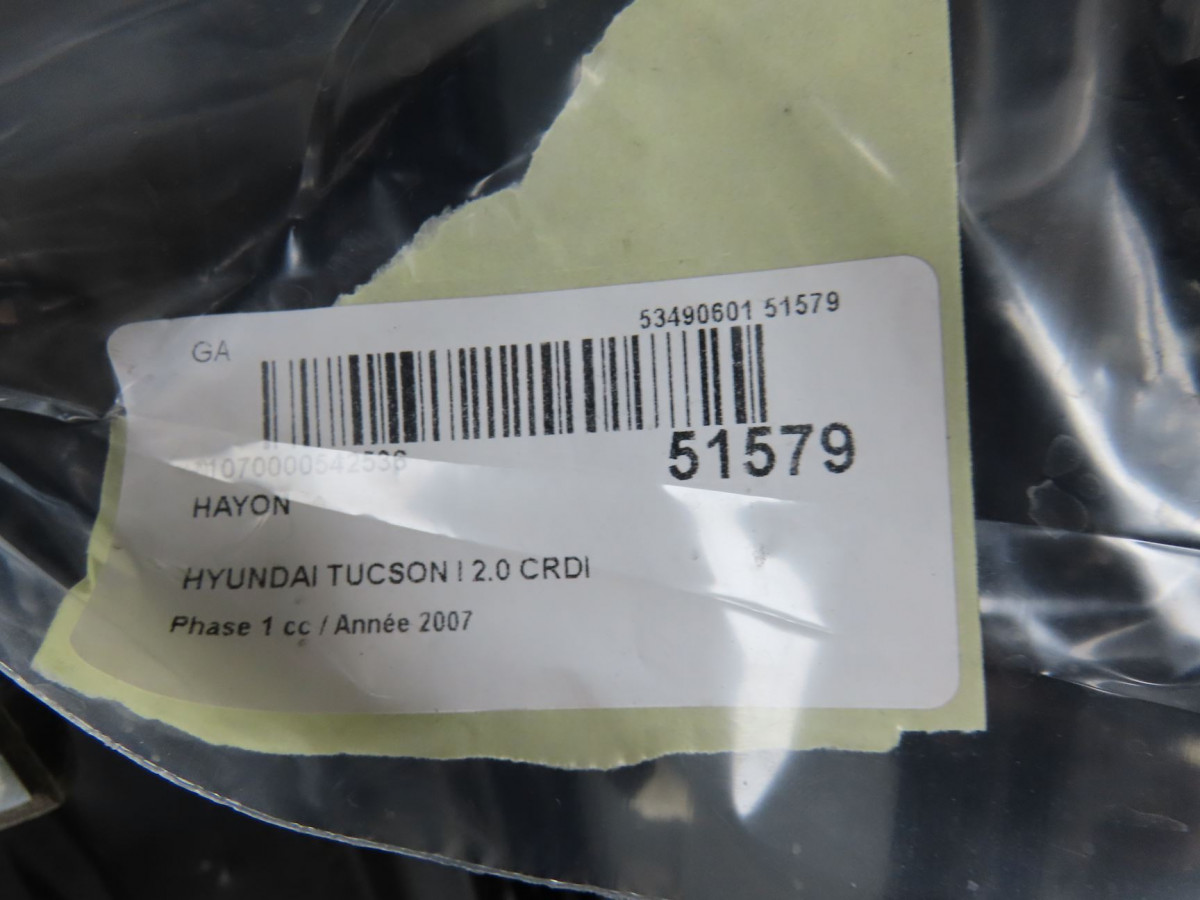 53490601 51579
GA
51579
HAYON
HYUNDAI TUCSON I 2.0 CRDI
Phase 1 cc / Année 2007